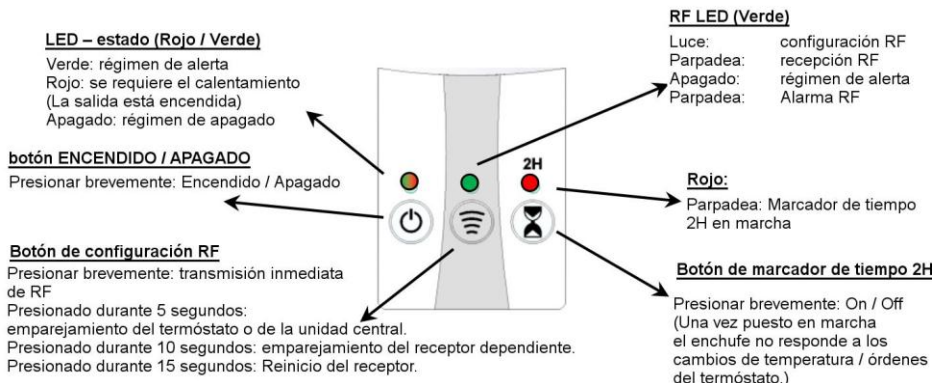 LED – estado (Rojo / Verde)
Verde: régimen de alerta
Rojo: se requiere el calentamiento
(La salida está encendida)
Apagado: régimen de apagado
botón ENCENDIDO / APAGADO
Presionar brevemente: Encendido / Apagado
Botón de configuración RF
Presionar brevemente: transmisión inmediata
de RF
Presionado durante 5 segundos:
emparejamiento del termóstato o de la unidad central.
Presionado durante 10 segundos: emparejamiento del receptor dependiente.
Presionado durante 15 segundos: Reinicio del receptor.
2H
RF LED (Verde)
Luce: configuración RF
Parpadea: recepción RF
Apagado: régimen de alerta
Parpadea: Alarma RF
Rojo:
Parpadea: Marcador de tiempo
2H en marcha
Botón de marcador de tiempo 2H
Presionar brevemente: On / Off
(Una vez puesto en marcha
el enchufe no responde a los
cambios de temperatura / órdenes
del termóstato.)